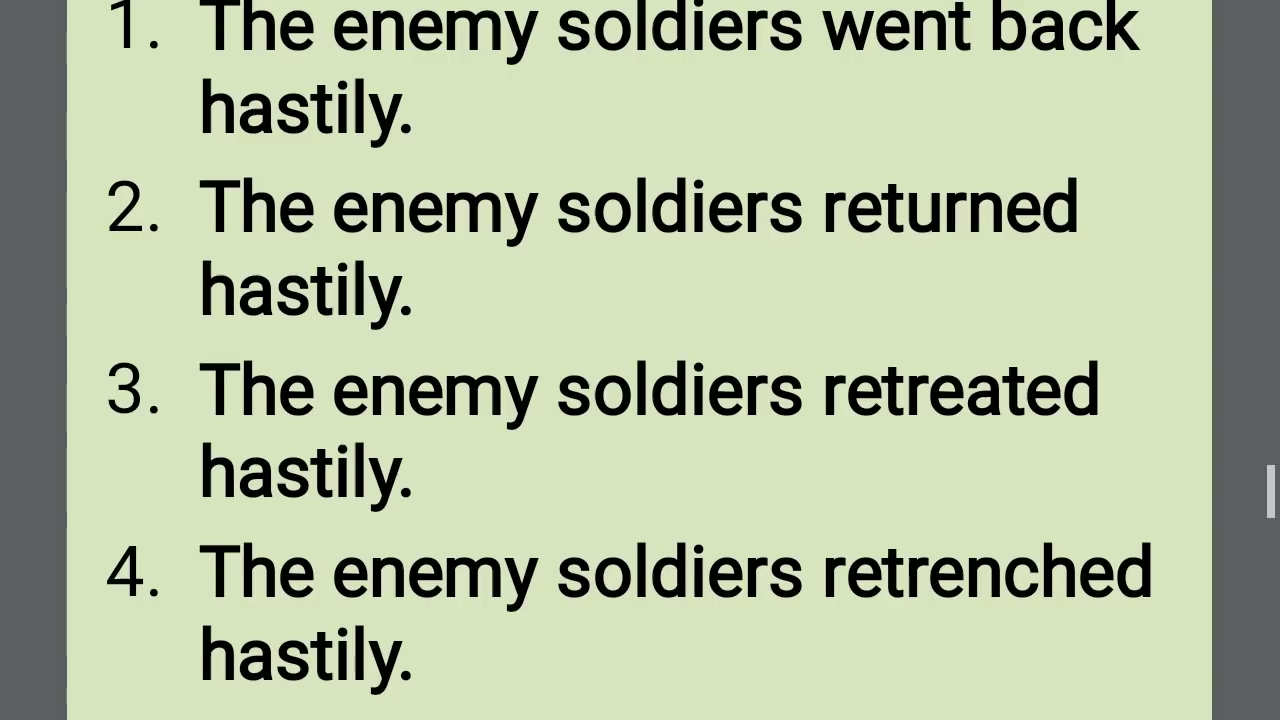 1. The enemy soldiers went back
hastily.
2. The enemy soldiers returned
hastily.
3. The enemy soldiers retreated
hastily.
4. The enemy soldiers retrenched
hastily.